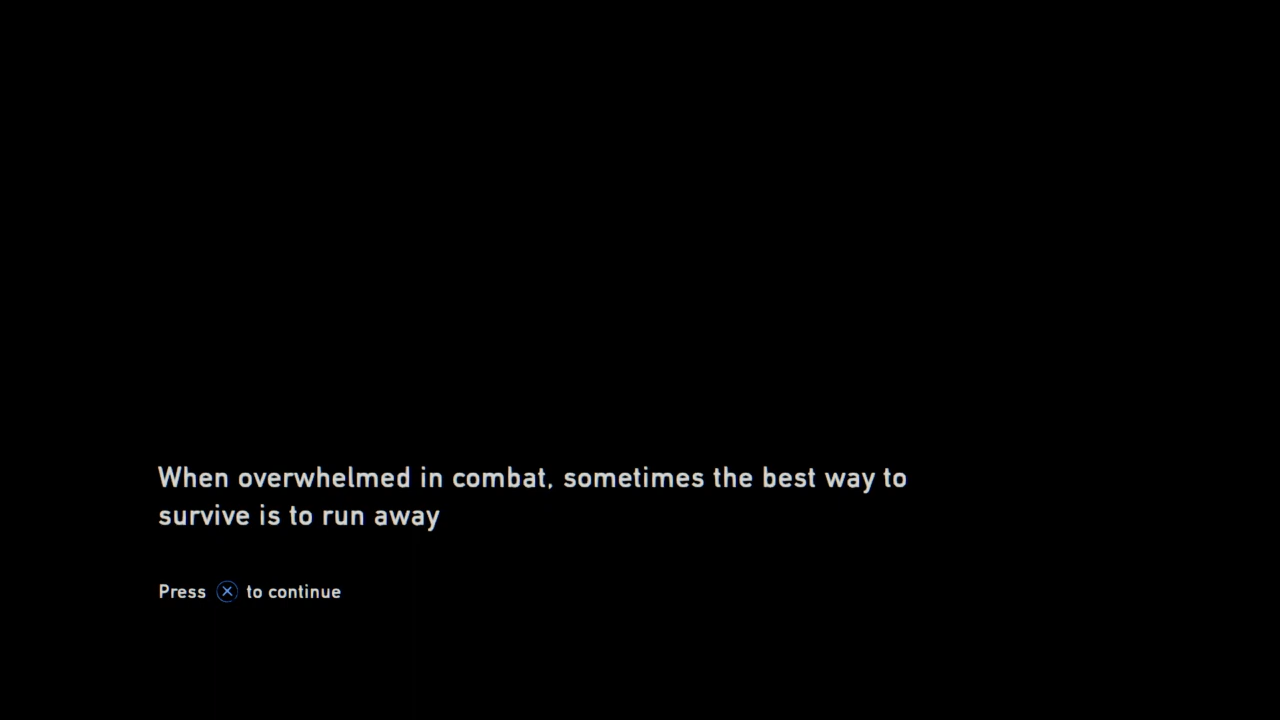 When overwhelmed in combat, sometimes the best way to
survive is to run away
Press ⓧ to continue